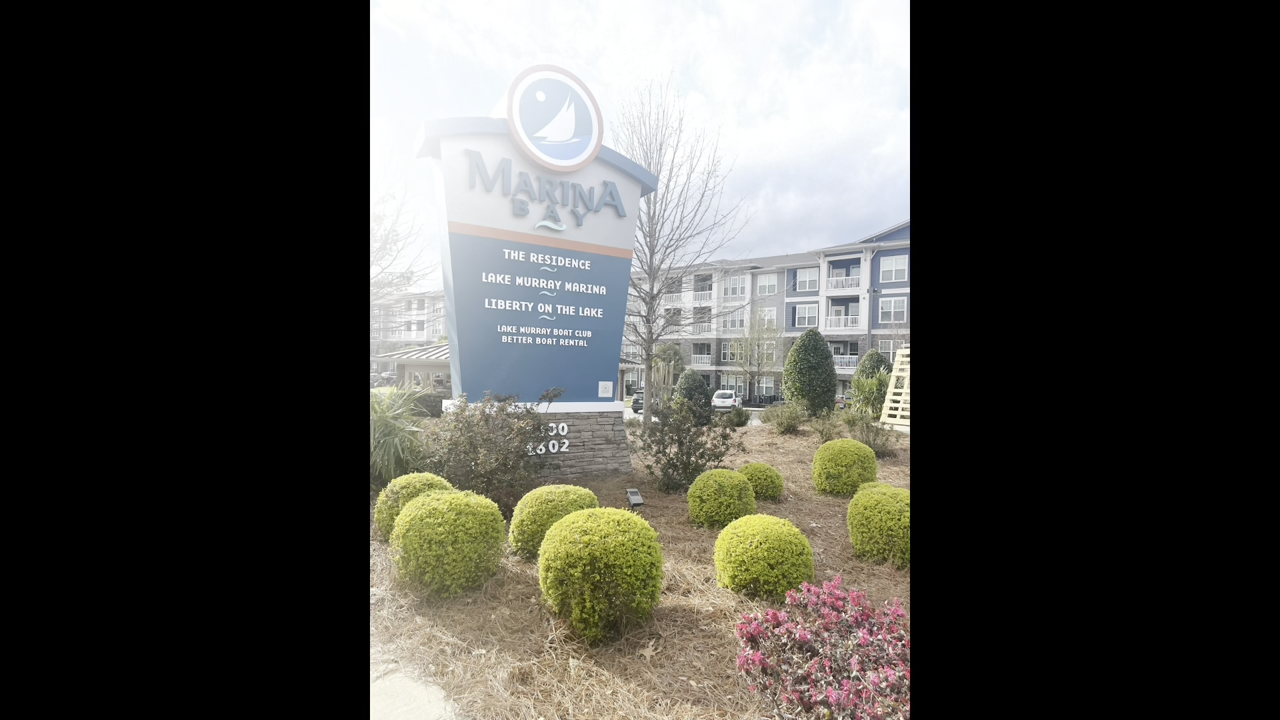 MARINA
BAY
THE RESIDENCE
LAKE MURRAY MARINA
LIBERTY ON THE LAKE
LAKE MURRAY BOAT CLUB
BETTER BOAT RENTAL
1602